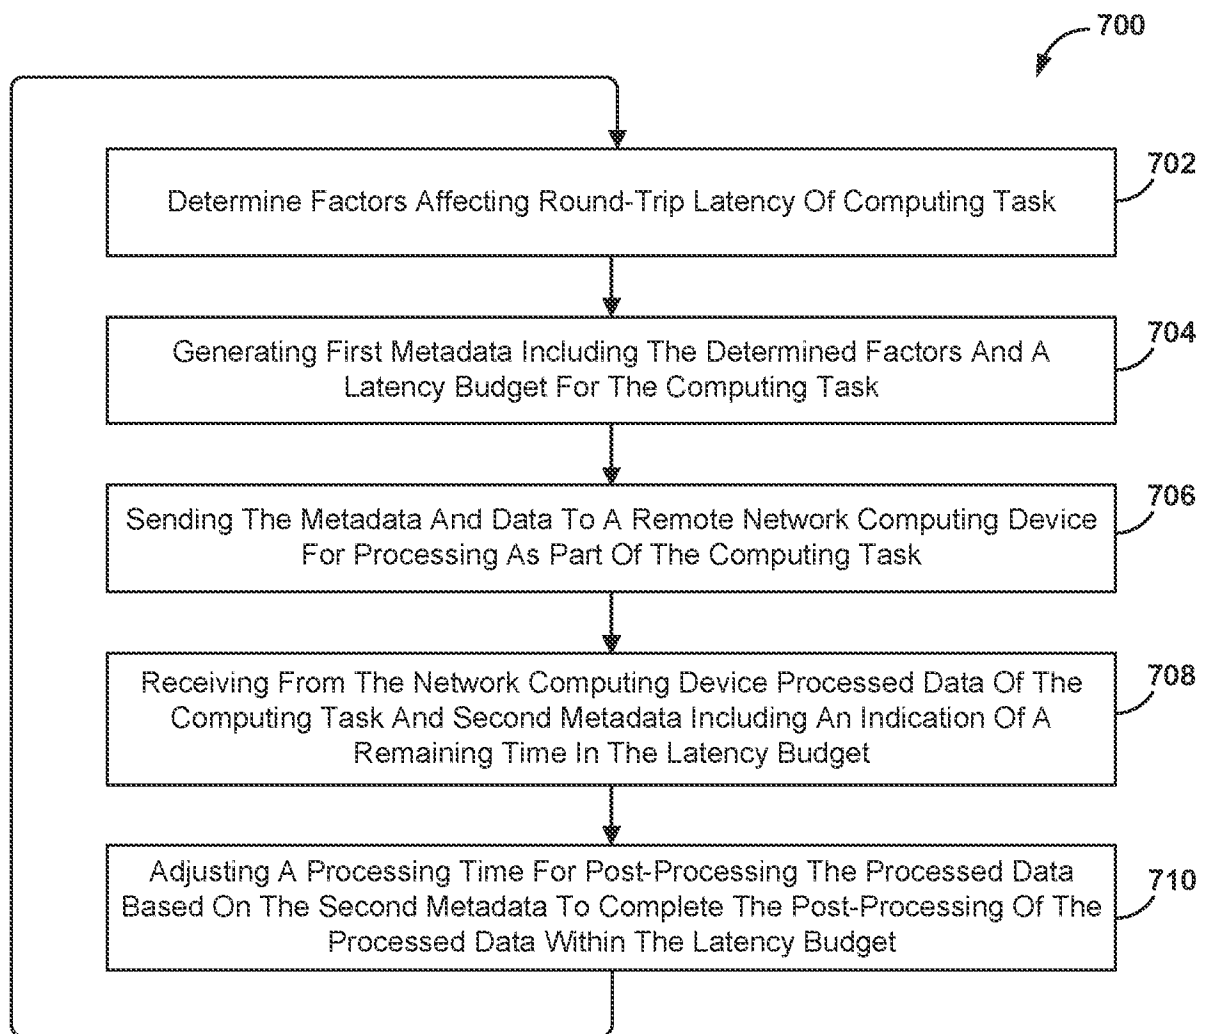 700
702
Determine Factors Affecting Round-Trip Latency Of Computing Task
704
Generating First Metadata Including The Determined Factors And A
Latency Budget For The Computing Task
706
Sending The Metadata And Data To A Remote Network Computing Device
For Processing As Part Of The Computing Task
708
Receiving From The Network Computing Device Processed Data Of The
Computing Task And Second Metadata Including An Indication Of A
Remaining Time In The Latency Budget
710
Adjusting A Processing Time For Post-Processing The Processed Data
Based On The Second Metadata To Complete The Post-Processing Of The
Processed Data Within The Latency Budget